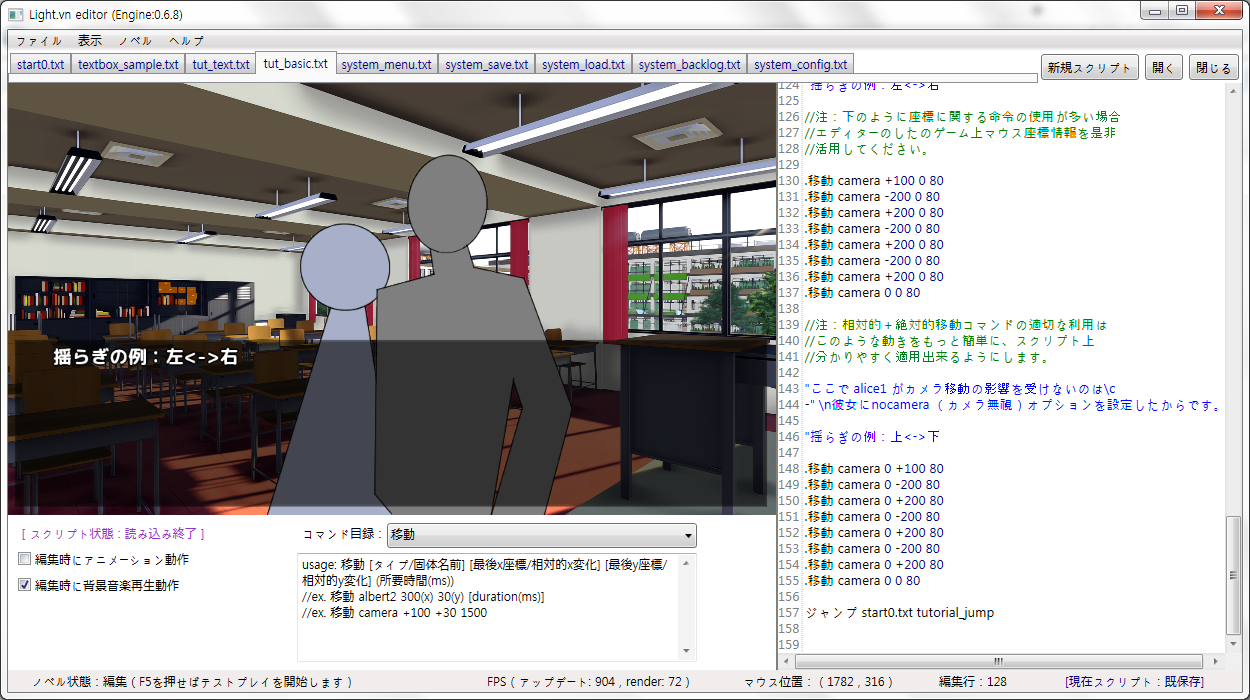 Light.vn editor (Engine:0.6.8)
ファイル 表示 ノベル ヘルプ
start0.txt textbox_sample.txt tut_text.txt tut_basic.txt system_menu.txt system_save.txt system_load.txt system_backlog.txt system_config.txt
新規スクリプト 開く 閉じる
揺らぎの例：左<->右
124 "揺らぎの例：左<->右
125
126 //注：下のように座標に関する命令の使用が多い場合
127 //エディターのしたのゲーム上マウス座標情報を是非
128 //活用してください。
129
130 .移動 camera +100 0 80
131 .移動 camera -200 0 80
132 .移動 camera +200 0 80
133 .移動 camera -200 0 80
134 .移動 camera +200 0 80
135 .移動 camera -200 0 80
136 .移動 camera +200 0 80
137 .移動 camera 0 0 80
138
139 //注：相対的＋絶対的移動コマンドの適切な利用は
140 //このような動きをもっと簡単に、スクリプト上
141 //分かりやすく適用出来るようにします。
142
143 "ここで alice1 がカメラ移動の影響を受けないのは\c
144 -" \n彼女にnocamera（カメラ無視）オプションを設定したからです。
145
146 "揺らぎの例：上<->下
147
148 .移動 camera 0 +100 80
149 .移動 camera 0 -200 80
150 .移動 camera 0 +200 80
151 .移動 camera 0 -200 80
152 .移動 camera 0 +200 80
153 .移動 camera 0 -200 80
154 .移動 camera 0 +200 80
155 .移動 camera 0 0 80
156
157 ジャンプ start0.txt tutorial_jump
158
159
[ スクリプト状態：読み込み終了 ]
編集時にアニメーション動作
編集時に背景音楽再生動作
コマンド目録： 移動
usage: 移動 [タイプ/固体名前] [最後x座標/相対的x変化] [最後y座標/
相対的y変化] (所要時間(ms))
//ex. 移動 albert2 300(x) 30(y) [duration(ms)]
//ex. 移動 camera +100 +30 1500
ノベル状態：編集（F5を押せばテストプレイを開始します） FPS（アップデート: 904 , render: 72） マウス位置：（1782 , 316） 編集行：128 [現在スクリプト：既保存]